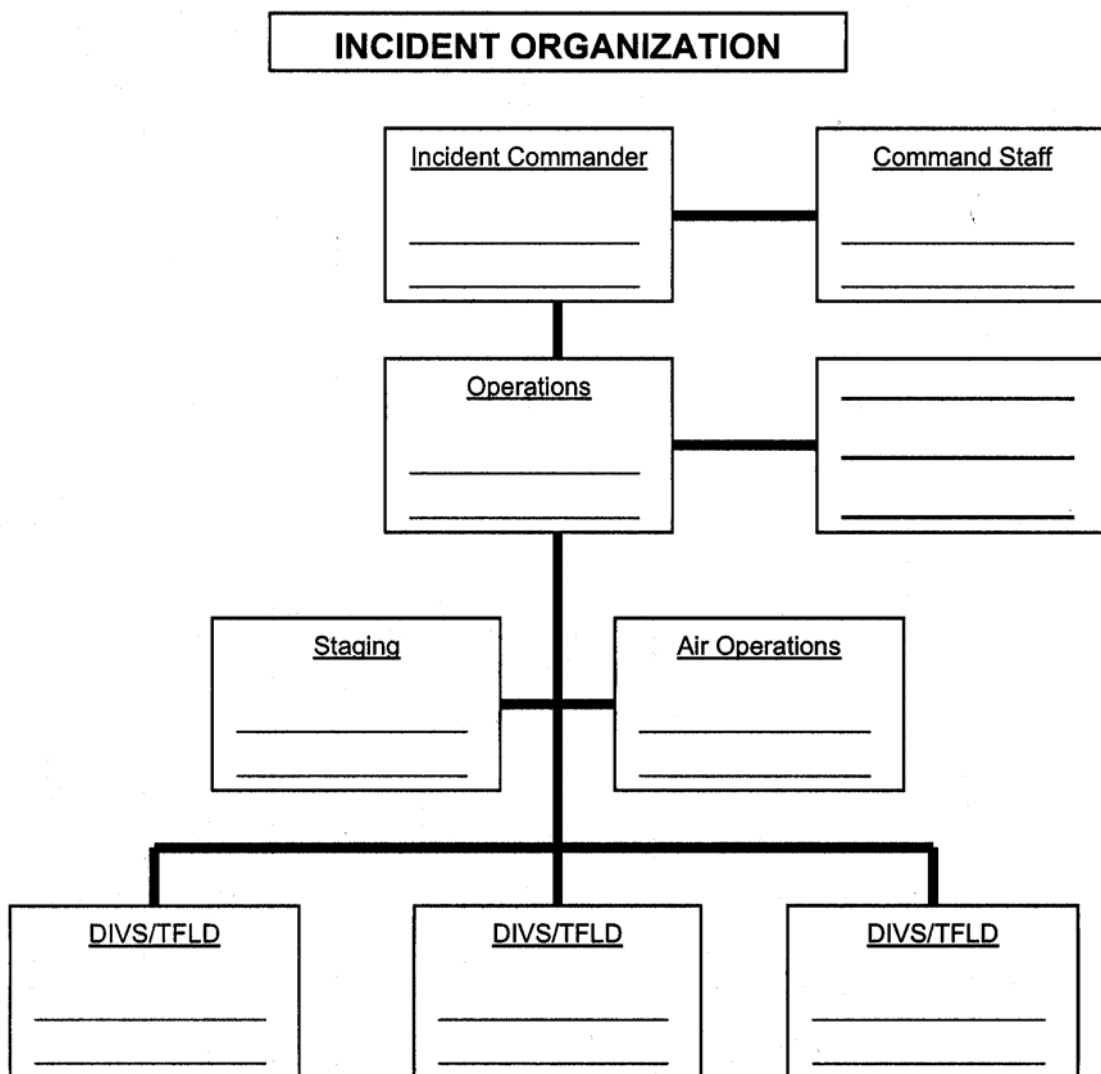 INCIDENT ORGANIZATION
Incident Commander
Command Staff
Operations
Staging
Air Operations
DIVS/TFLD
DIVS/TFLD
DIVS/TFLD